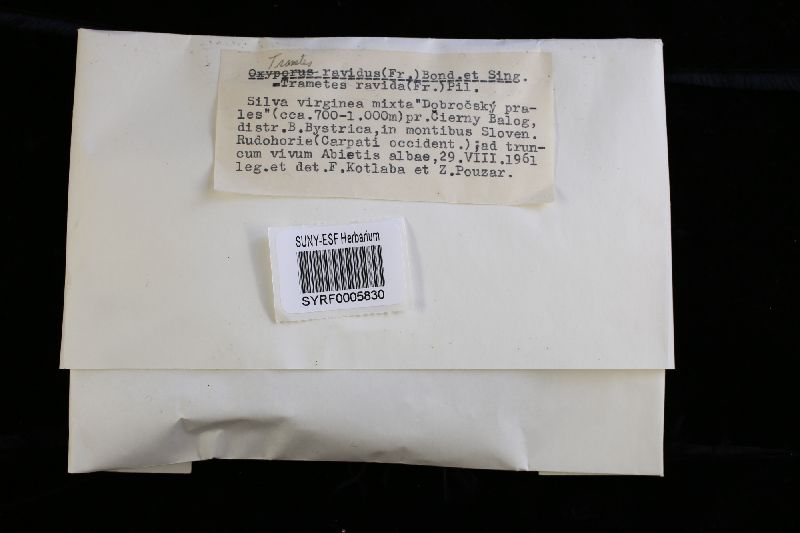 Trametes
Oxyporus ravidus(Fr.)Bond.et Sing.
=Trametes ravida(Fr.)Pil.
Silva virginea mixta"Dobročský pra-
les"(cca.700-1.000m)pr.Čierny Balog,
distr.B.Bystrica,in montibus Sloven.
Rudohorie(Carpati occident.);ad trun-
cum vivum Abietis albae,29.VIII.1961
leg.et det.F.Kotlaba et Z.Pouzar.
SUNY-ESF Herbarium
SYRF0005830